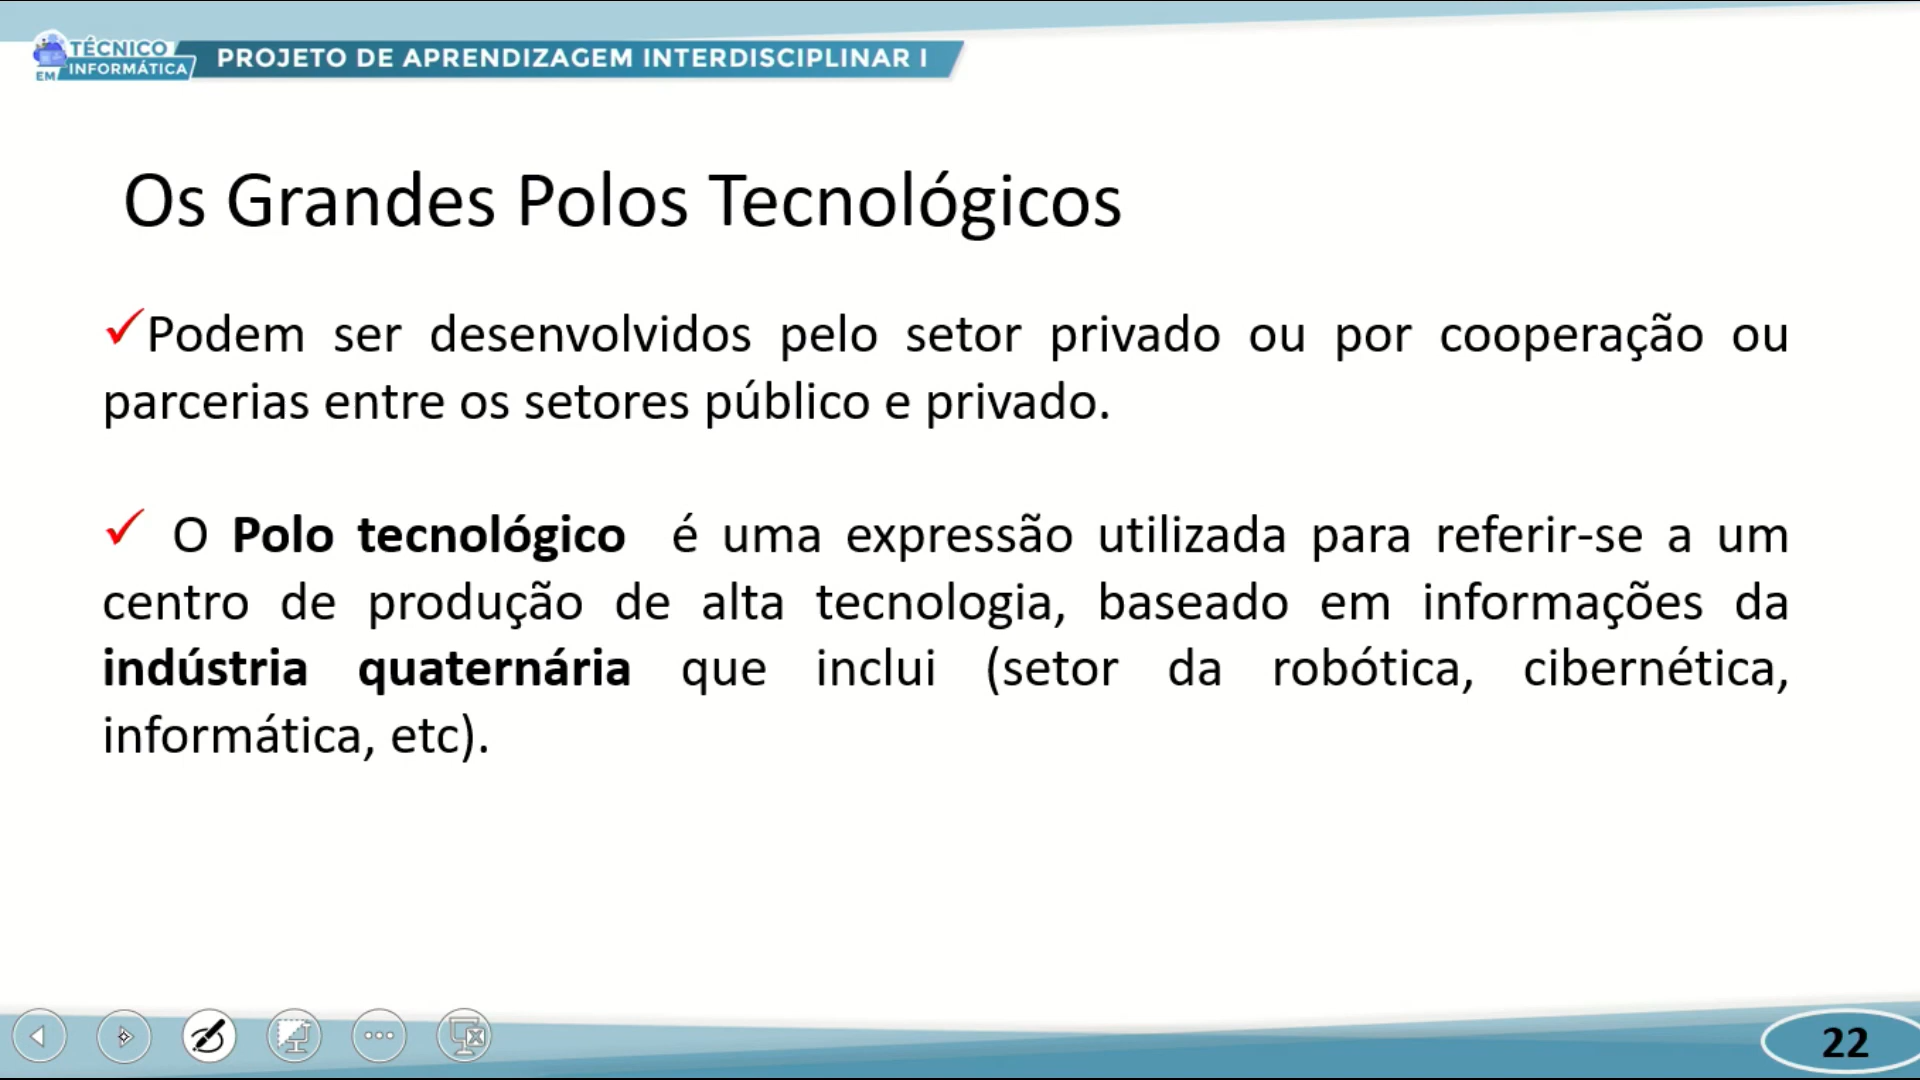 TÉCNICO
EM INFORMÁTICA
PROJETO DE APRENDIZAGEM INTERDISCIPLINAR I
Os Grandes Polos Tecnológicos
✓Podem ser desenvolvidos pelo setor privado ou por cooperação ou
parcerias entre os setores público e privado.
✓ O Polo tecnológico é uma expressão utilizada para referir-se a um
centro de produção de alta tecnologia, baseado em informações da
indústria quaternária que inclui (setor da robótica, cibernética,
informática, etc).
22